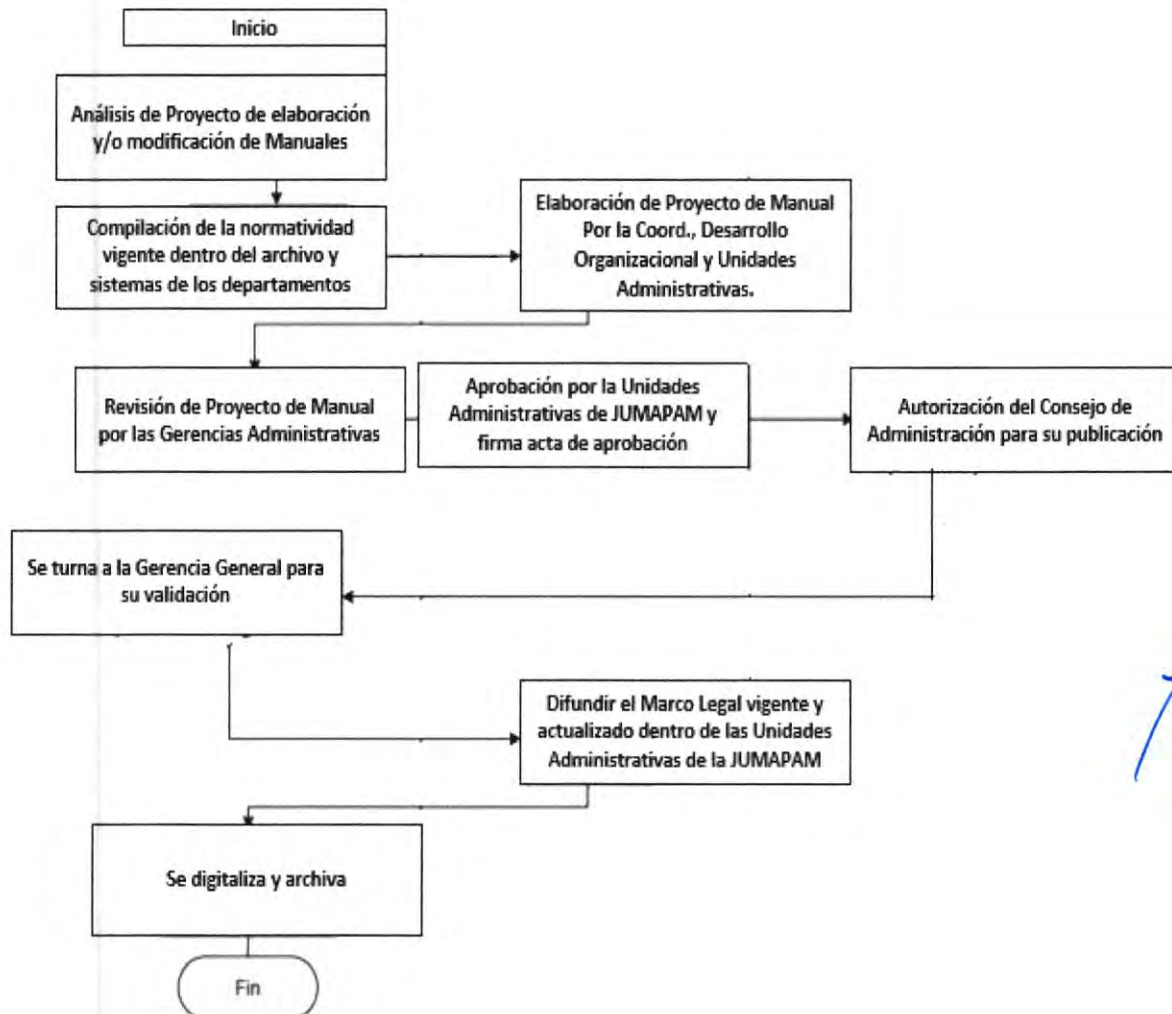 Inicio
Análisis de Proyecto de elaboración
y/o modificación de Manuales
Compilación de la normatividad
vigente dentro del archivo y
sistemas de los departamentos
Elaboración de Proyecto de Manual
Por la Coord., Desarrollo
Organizacional y Unidades
Administrativas.
Revisión de Proyecto de Manual
por las Gerencias Administrativas
Aprobación por la Unidades
Administrativas de JUMAPAM y
firma acta de aprobación
Autorización del Consejo de
Administración para su publicación
Se turna a la Gerencia General para
su validación
Difundir el Marco Legal vigente y
actualizado dentro de las Unidades
Administrativas de la JUMAPAM
Se digitaliza y archiva
Fin